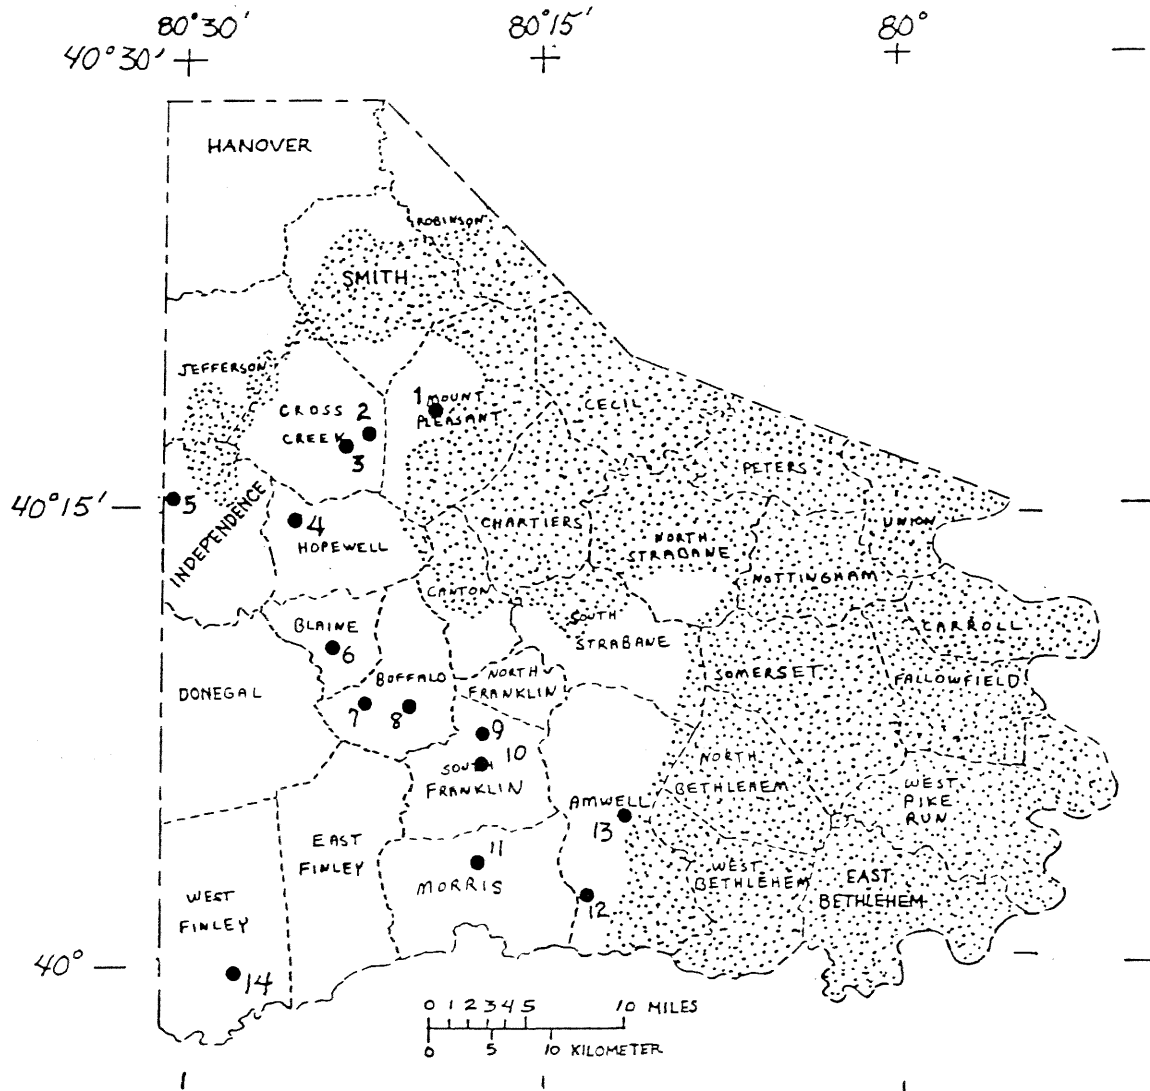 80°30'
80°15'
80°
40°30'
HANOVER
ROBINSON
SMITH
JEFFERSON
CROSS
CREEK
2
3
1
MOUNT
PLEASANT
CECIL
PETERS
40°15'
5
INDEPENDENCE
4
HOPEWELL
CHARTIERS
NORTH
STRABANE
UNION
NOTTINGHAM
CANTON
BLAINE
6
SOUTH
STRABANE
CARROLL
DONEGAL
BUFFALO
7
8
NORTH
FRANKLIN
SOMERSET
FALLOWFIELD
9
10
SOUTH
FRANKLIN
NORTH
BETHLEHEM
WEST
PIKE
RUN
AMWELL
13
EAST
FINLEY
11
MORRIS
WEST
BETHLEHEM
EAST
BETHLEHEM
WEST
FINLEY
12
40°
14
0 1 2 3 4 5 10 MILES
0 5 10 KILOMETER